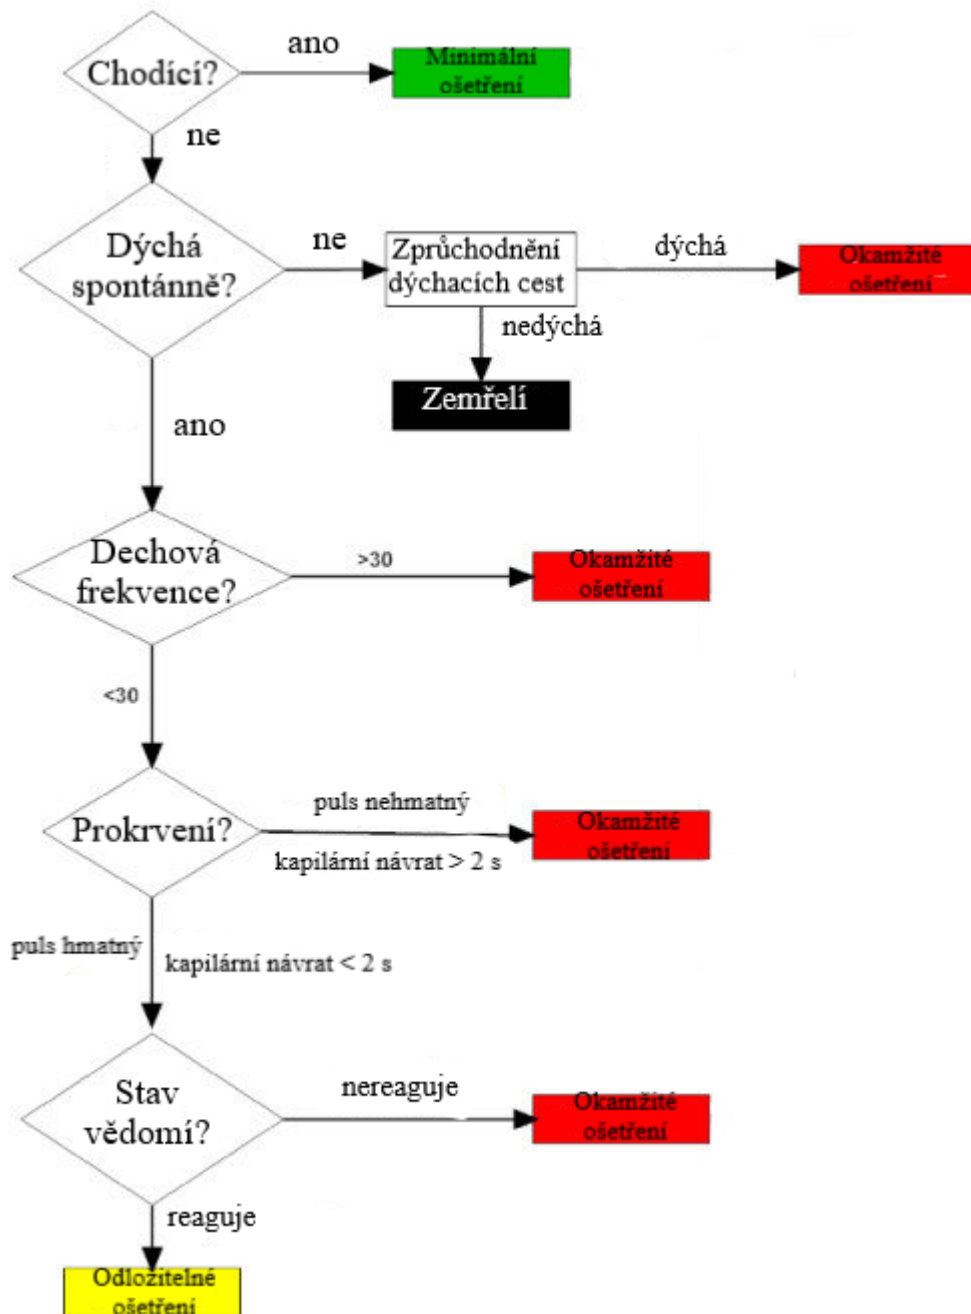 Chodící?
ano
Minimální
ošetření
ne
Dýchá
spontánně?
ne
Zprůchodnění
dýchacích cest
dýchá
Okamžité
ošetření
nedýchá
Zemřelí
ano
Dechová
frekvence?
>30
Okamžité
ošetření
<30
Prokrvení?
puls nehmatný
kapilární návrat > 2 s
Okamžité
ošetření
puls hmatný
kapilární návrat < 2 s
Stav
vědomí?
nereaguje
Okamžité
ošetření
reaguje
Odložitelné
ošetření